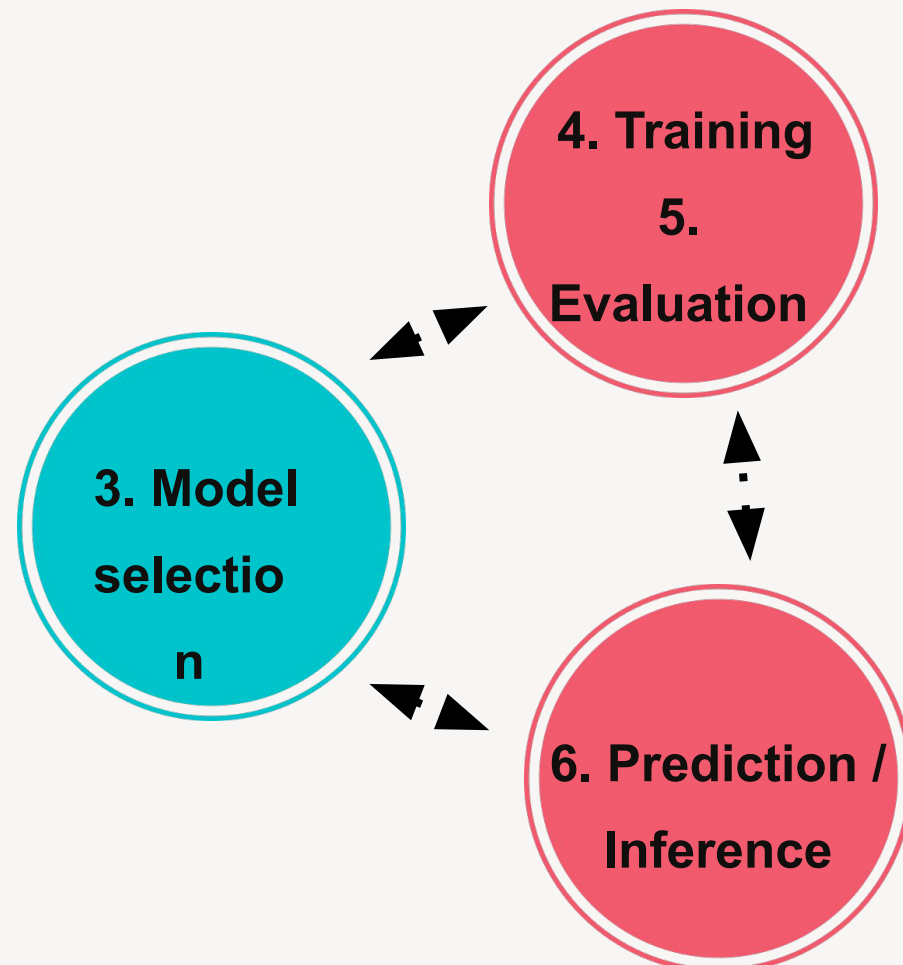 4. Training
5.
Evaluation
3. Model
selectio
n
6. Prediction /
Inference